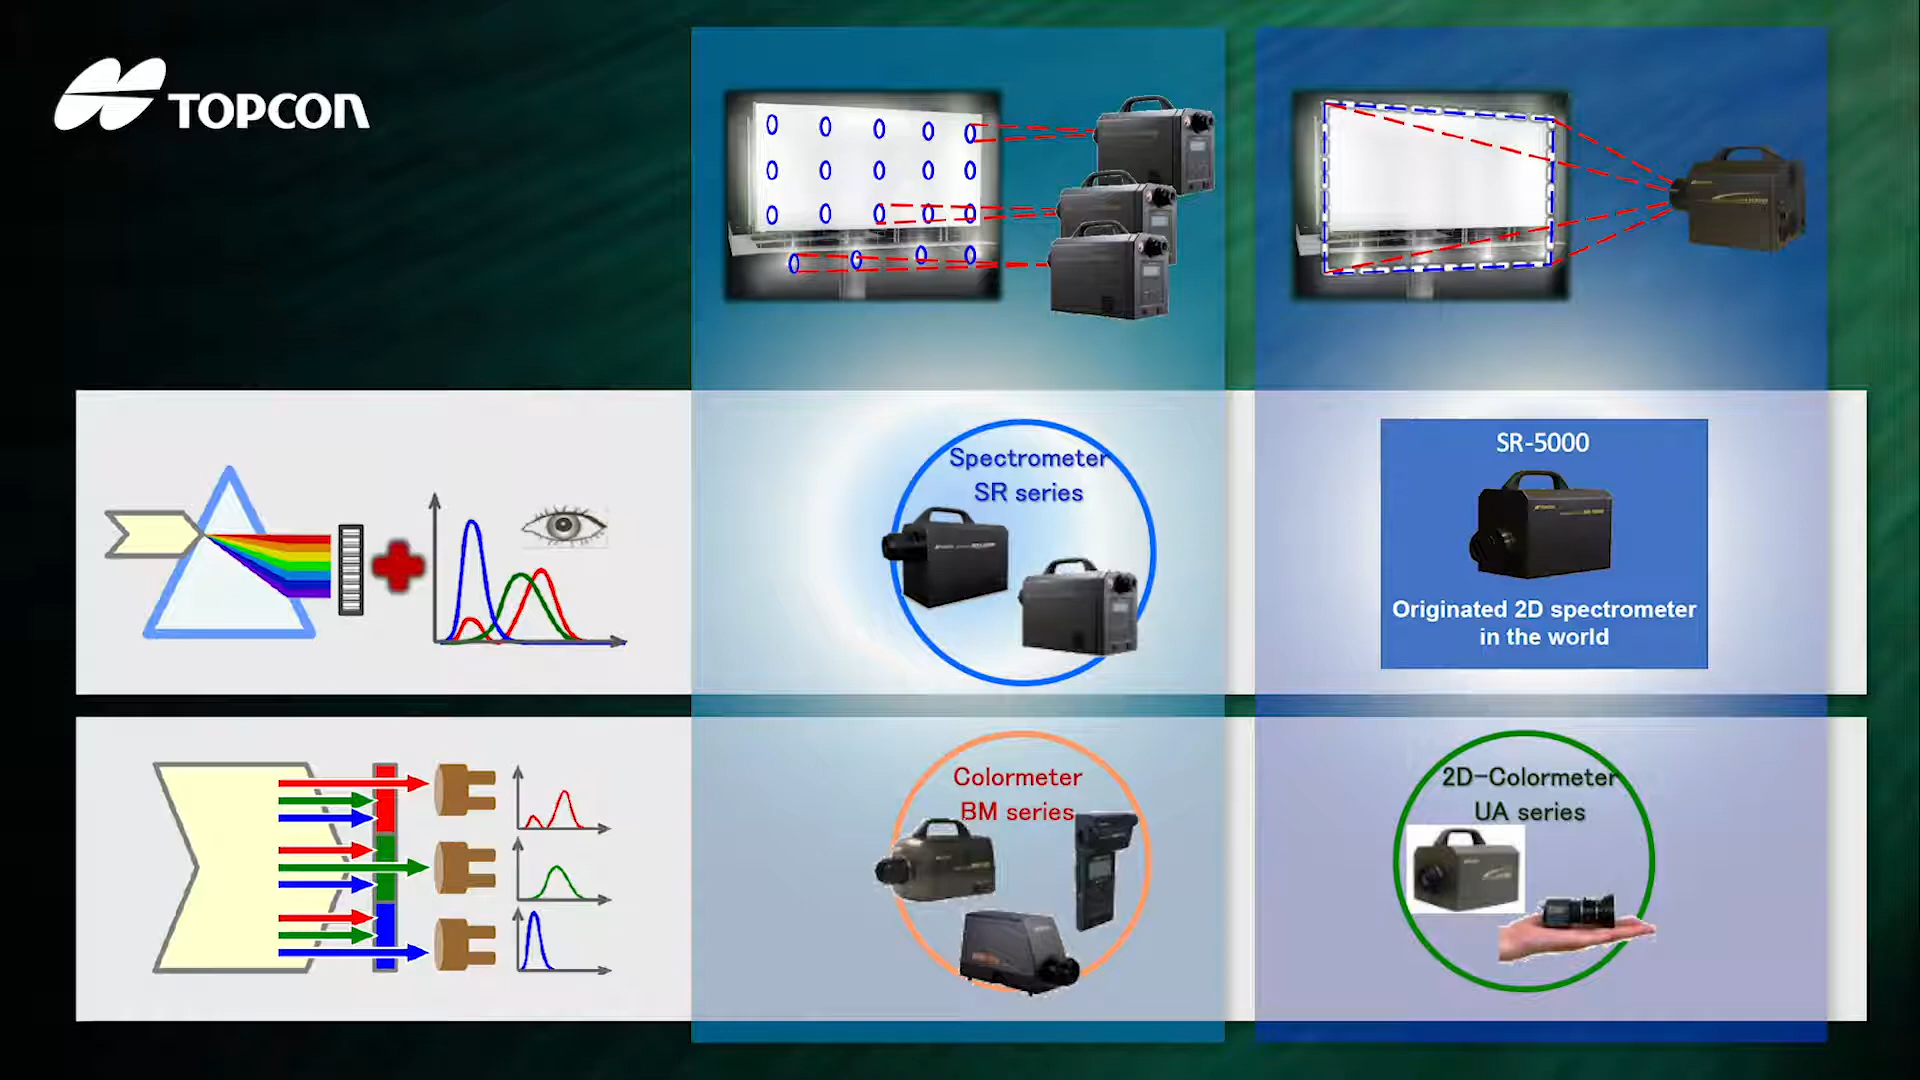 TOPCON
Spectrometer
SR series
SR-5000
Originated 2D spectrometer
in the world
Colormeter
BM series
2D-Colormeter
UA series